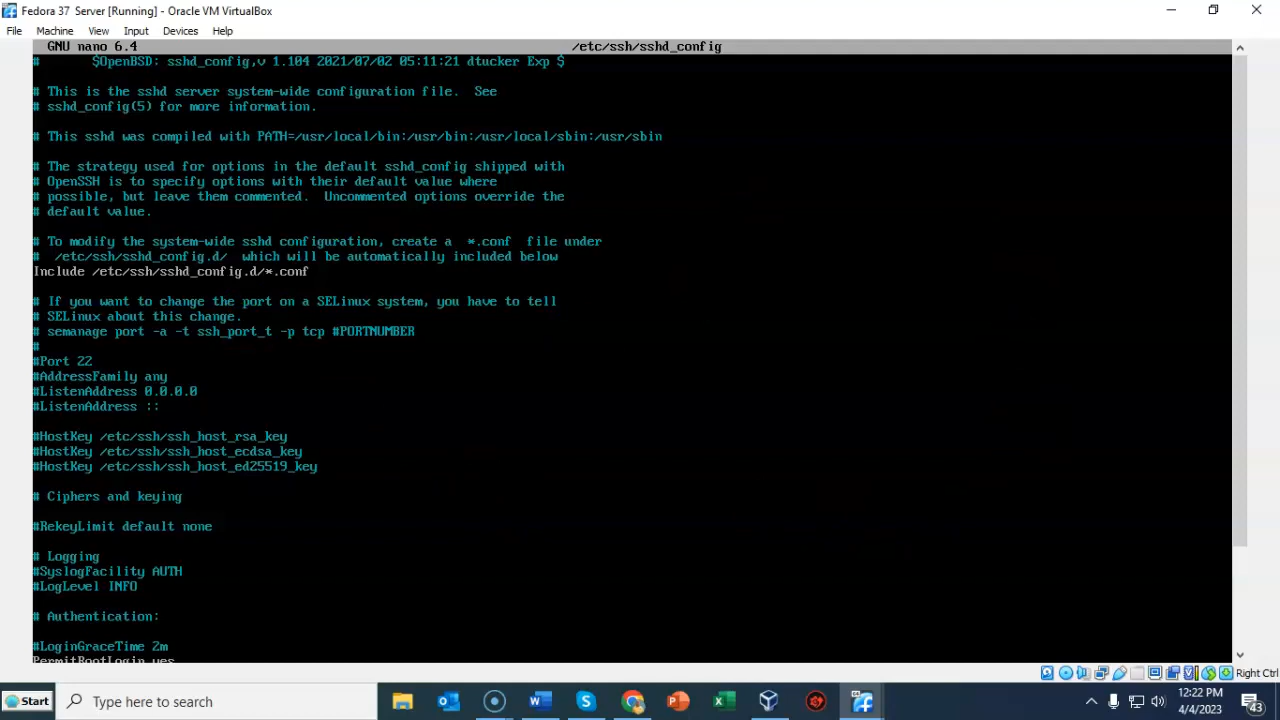 Fedora 37 Server [Running] - Oracle VM VirtualBox
File Machine View Input Devices Help
GNU nano 6.4 /etc/ssh/sshd_config
# $OpenBSD: sshd_config,v 1.104 2021/07/02 05:11:21 dtucker Exp $
# This is the sshd server system-wide configuration file. See
# sshd_config(5) for more information.
# This sshd was compiled with PATH=/usr/local/bin:/usr/bin:/usr/local/sbin:/usr/sbin
# The strategy used for options in the default sshd_config shipped with
# OpenSSH is to specify options with their default value where
# possible, but leave them commented. Uncommented options override the
# default value.
# To modify the system-wide sshd configuration, create a *.conf file under
# /etc/ssh/sshd_config.d/ which will be automatically included below
Include /etc/ssh/sshd_config.d/*.conf
# If you want to change the port on a SELinux system, you have to tell
# SELinux about this change.
# semanage port -a -t ssh_port_t -p tcp #PORTNUMBER
#
#Port 22
#AddressFamily any
#ListenAddress 0.0.0.0
#ListenAddress ::
#HostKey /etc/ssh/ssh_host_rsa_key
#HostKey /etc/ssh/ssh_host_ecdsa_key
#HostKey /etc/ssh/ssh_host_ed25519_key
# Ciphers and keying
#RekeyLimit default none
# Logging
#SyslogFacility AUTH
#LogLevel INFO
# Authentication:
#LoginGraceTime 2m
PermitRootLogin yes
Right Ctrl
Start
Type here to search
12:22 PM
4/4/2023
43